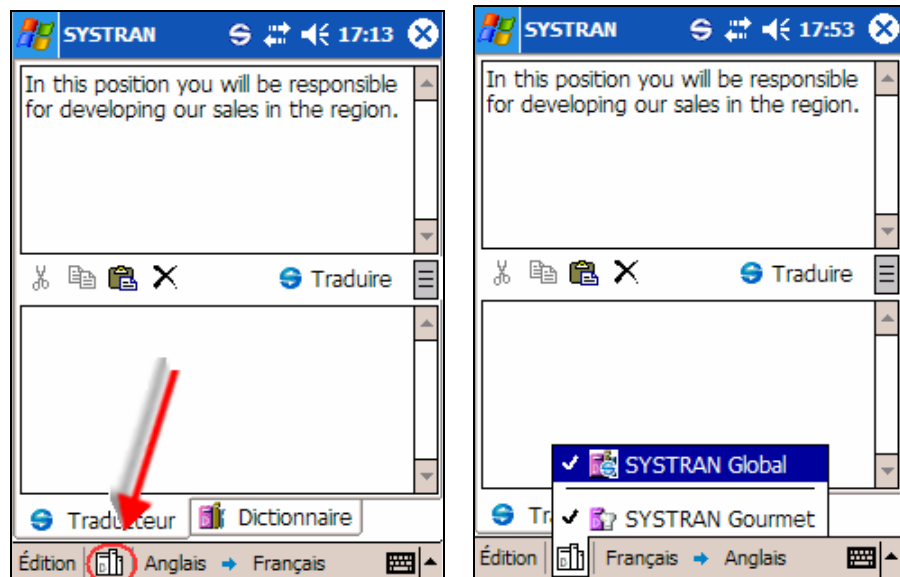 SYSTRAN 17:13
In this position you will be responsible
for developing our sales in the region.
Traduire
Traducteur Dictionnaire
Édition Anglais Français
SYSTRAN 17:53
In this position you will be responsible
for developing our sales in the region.
Traduire
SYSTRAN Global
Tr SYSTRAN Gourmet
Édition Français Anglais